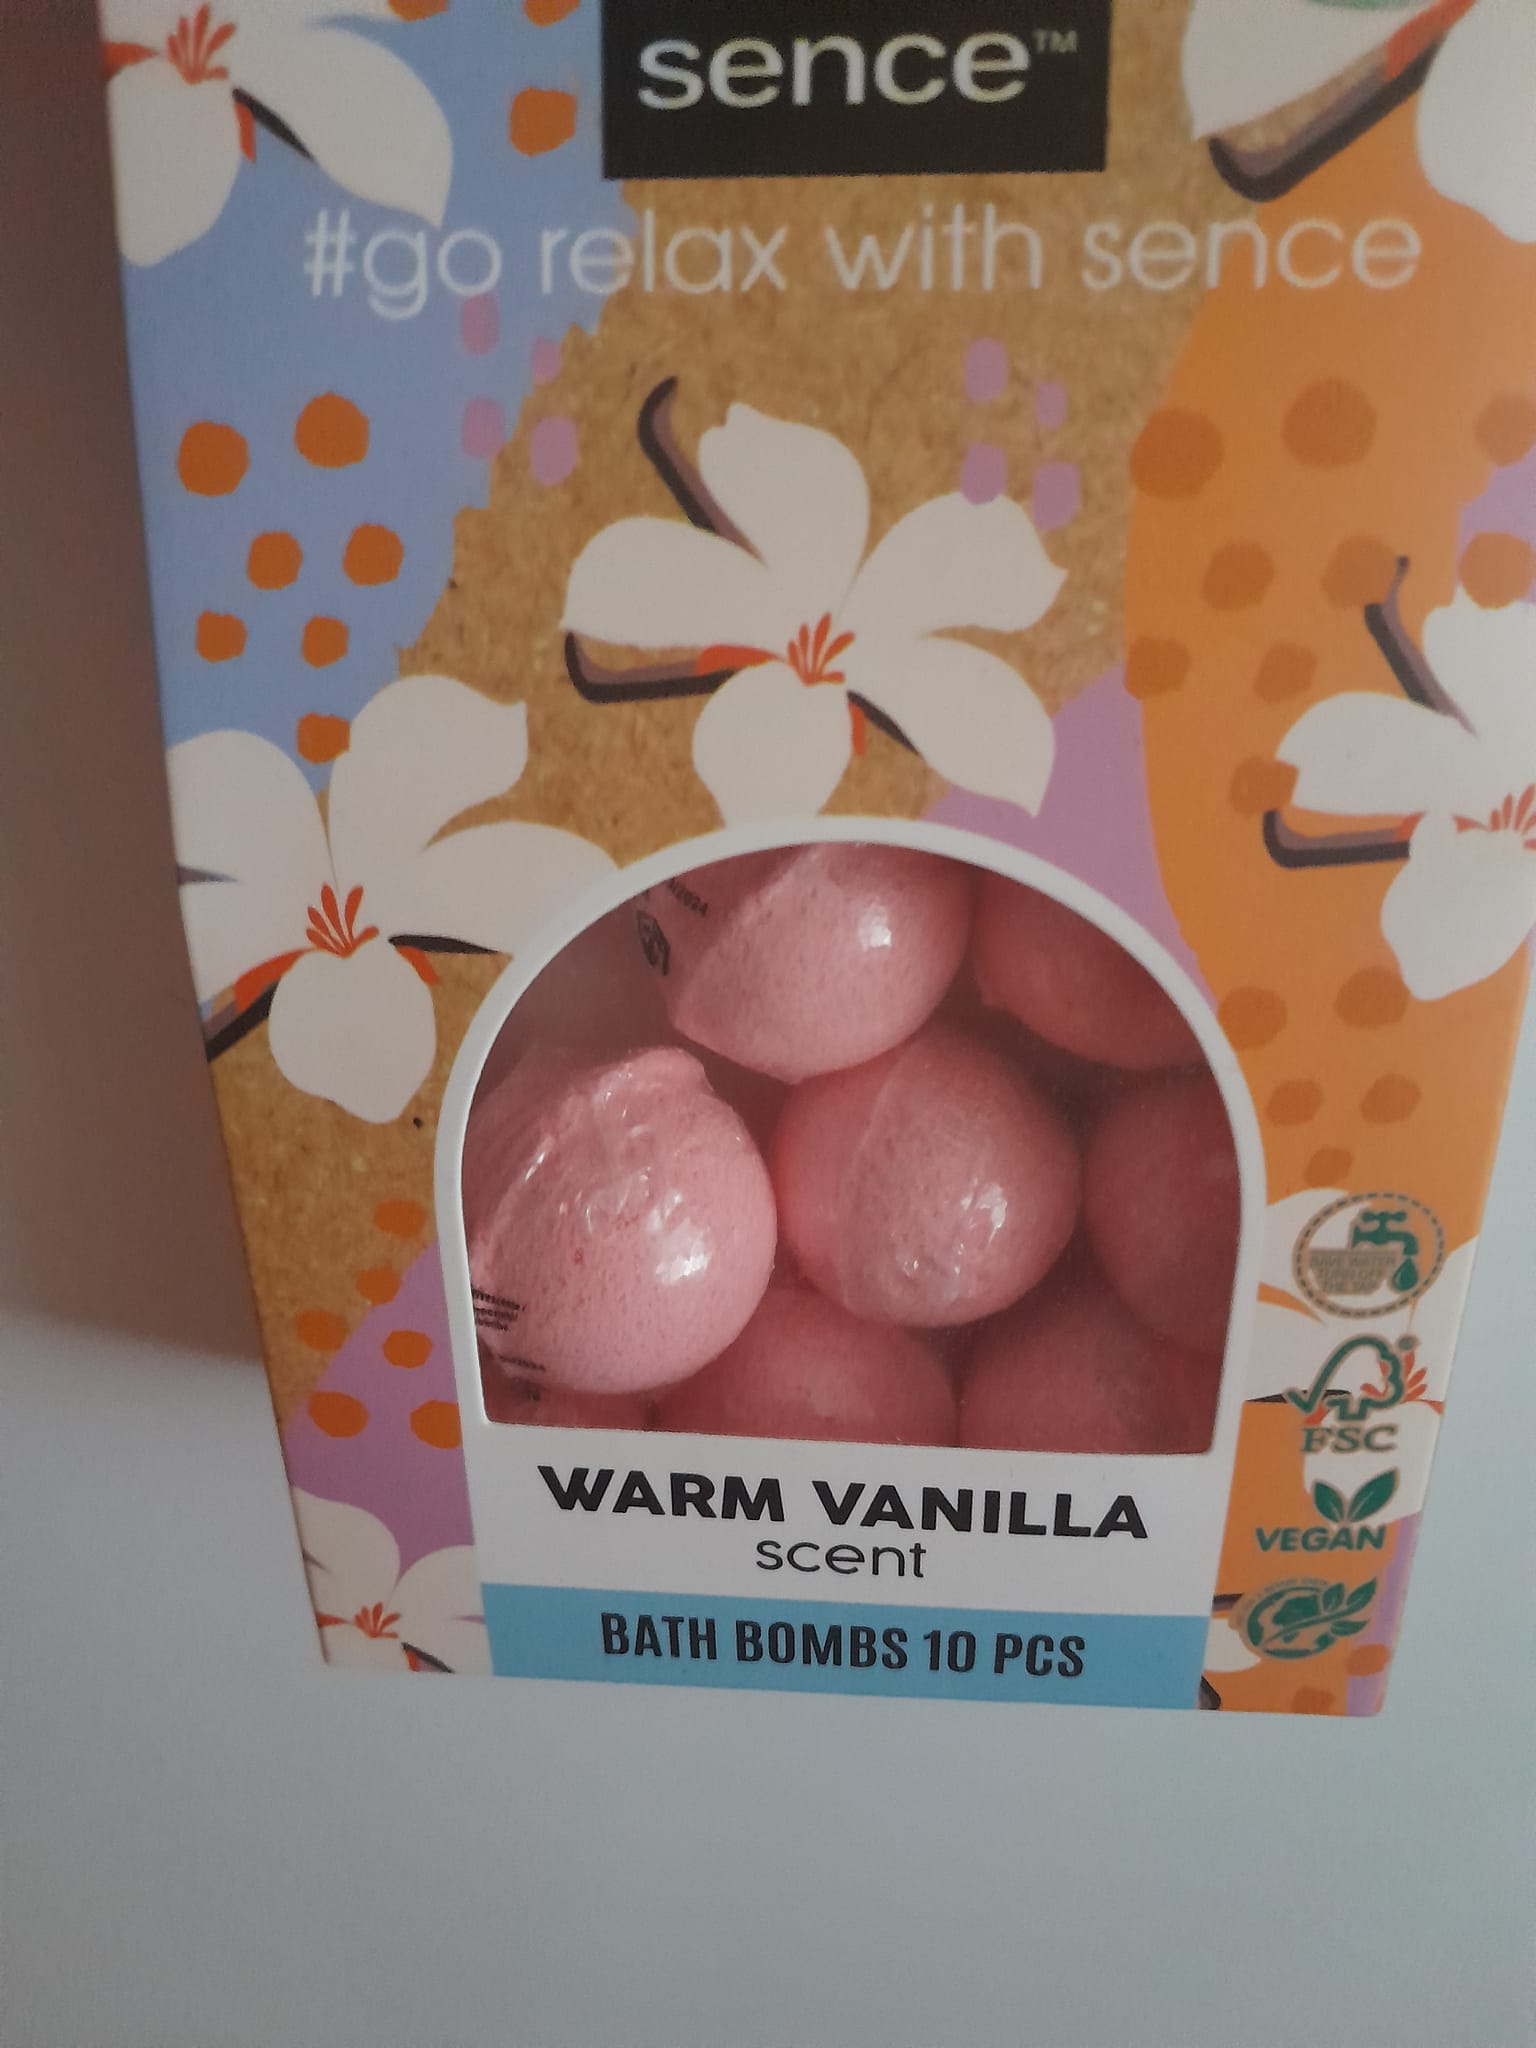 sence™
#go relax with sence
WARM VANILLA
scent
BATH BOMBS 10 PCS
FSC
VEGAN